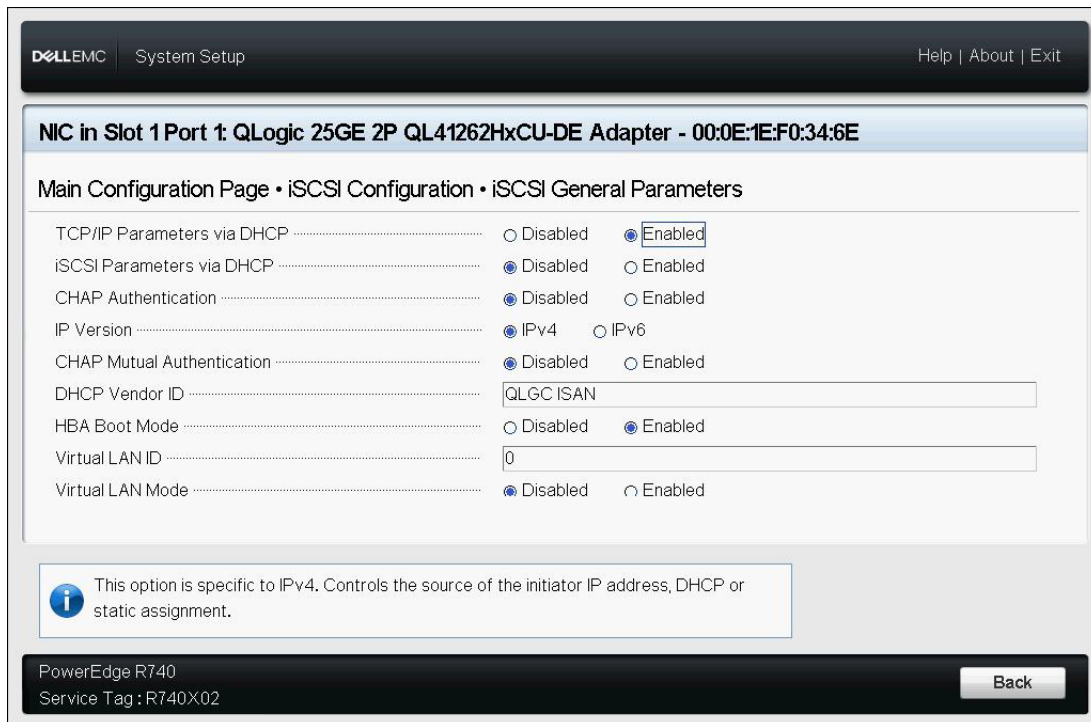 DELLEMC System Setup Help | About | Exit
NIC in Slot 1 Port 1: QLogic 25GE 2P QL41262HxCU-DE Adapter - 00:0E:1E:F0:34:6E
Main Configuration Page • iSCSI Configuration • iSCSI General Parameters
TCP/IP Parameters via DHCP Disabled Enabled
iSCSI Parameters via DHCP Disabled Enabled
CHAP Authentication Disabled Enabled
IP Version IPv4 IPv6
CHAP Mutual Authentication Disabled Enabled
DHCP Vendor ID QLGC ISAN
HBA Boot Mode Disabled Enabled
Virtual LAN ID 0
Virtual LAN Mode Disabled Enabled
This option is specific to IPv4. Controls the source of the initiator IP address, DHCP or
static assignment.
PowerEdge R740
Service Tag : R740X02
Back